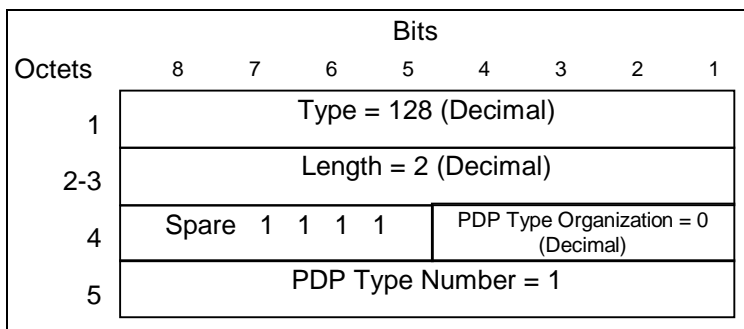 Bits
Octets 8 7 6 5 4 3 2 1
1 Type = 128 (Decimal)
2-3 Length = 2 (Decimal)
4 Spare 1 1 1 1 PDP Type Organization = 0
(Decimal)
5 PDP Type Number = 1